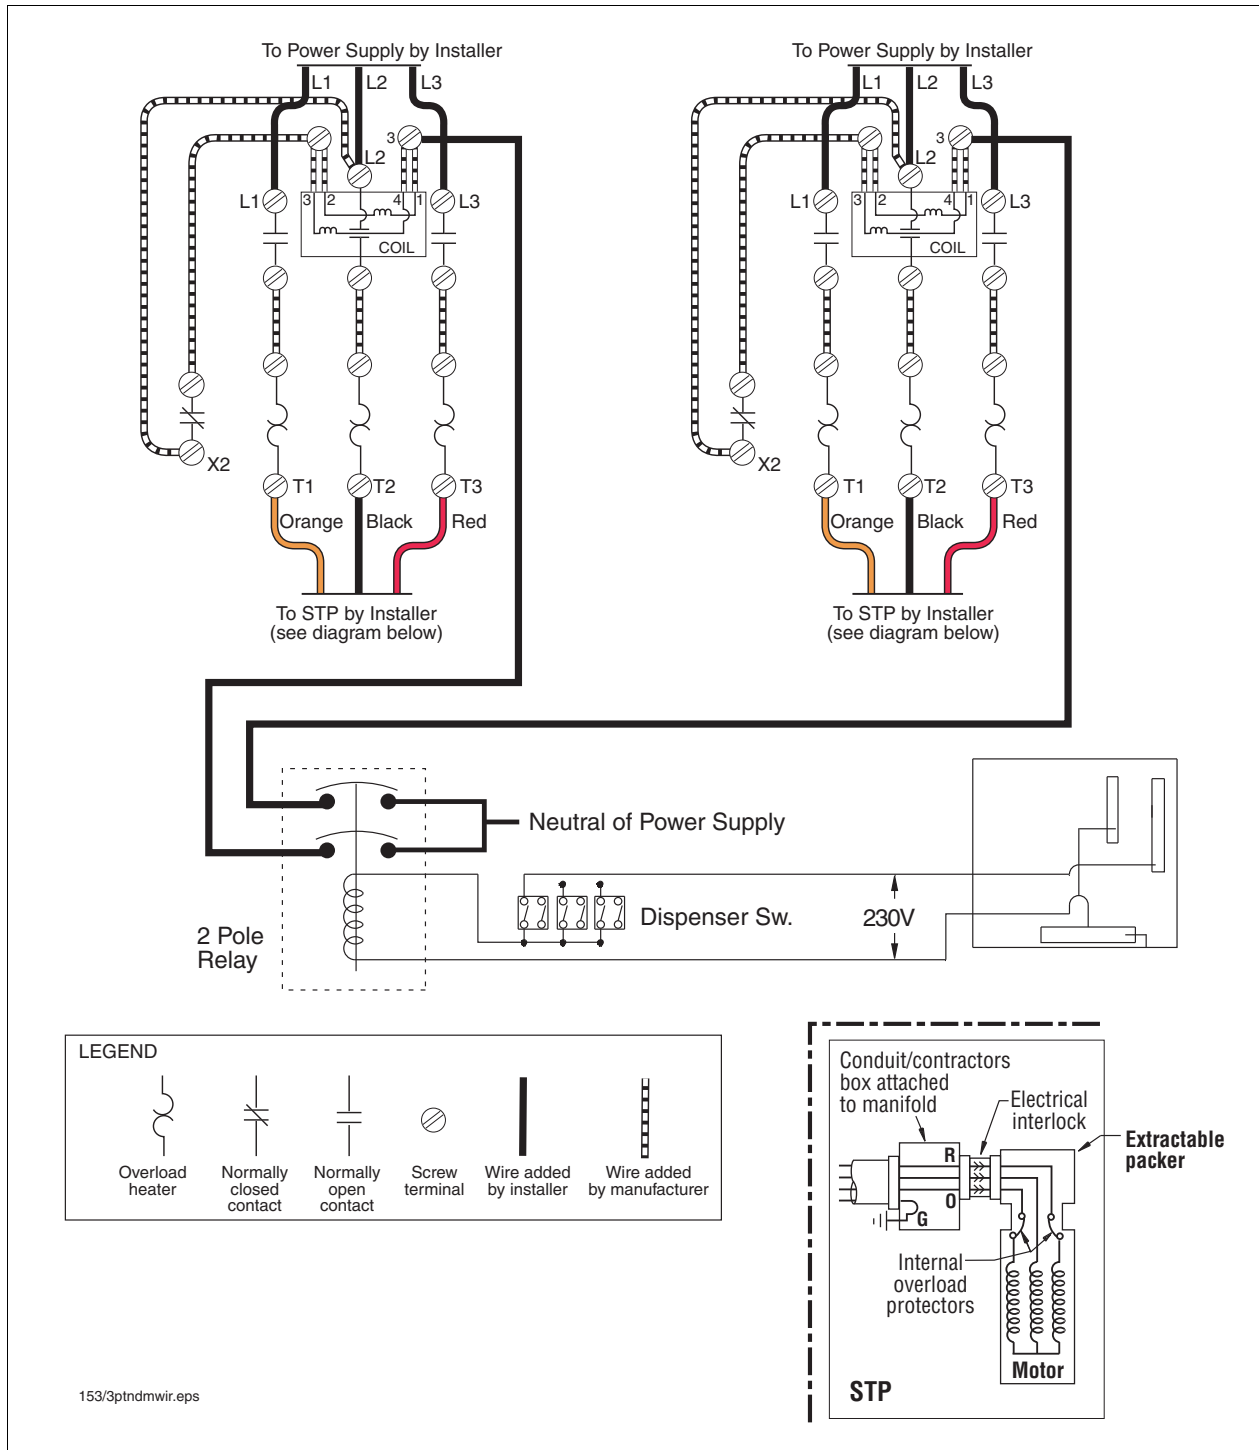 To Power Supply by Installer
L1
L2
L3
3
L2
L1
3
2
4
1
L3
COIL
X2
T1
T2
T3
Orange
Black
Red
To STP by Installer
(see diagram below)
To Power Supply by Installer
L1
L2
L3
3
L2
L1
3
2
4
1
L3
COIL
X2
T1
T2
T3
Orange
Black
Red
To STP by Installer
(see diagram below)
Neutral of Power Supply
Dispenser Sw.
230V
2 Pole
Relay
LEGEND
Overload
heater
Normally
closed
contact
Normally
open
contact
Screw
terminal
Wire added
by installer
Wire added
by manufacturer
Conduit/contractors
box attached
to manifold
Electrical
interlock
Extractable
packer
R
O
G
Internal
overload
protectors
Motor
STP
153/3ptndmwir.eps